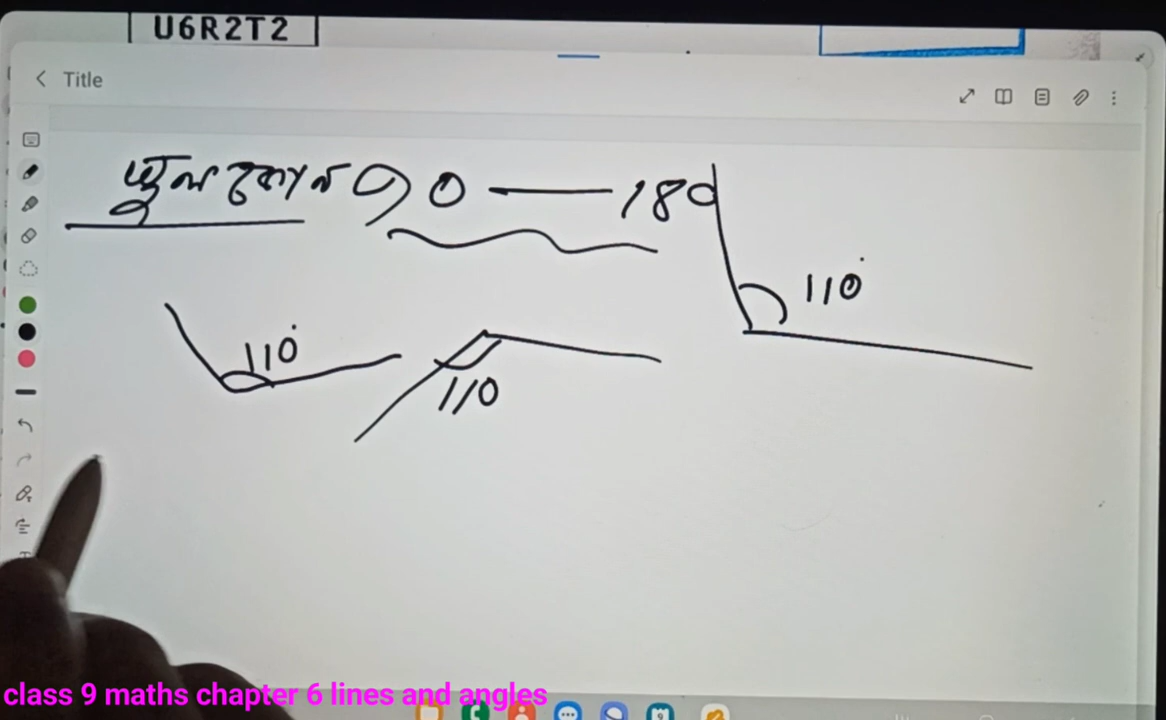 U6R2T2
Title
স্থুল কোন 90 — 180
110°
110°
110
class 9 maths chapter 6 lines and angles